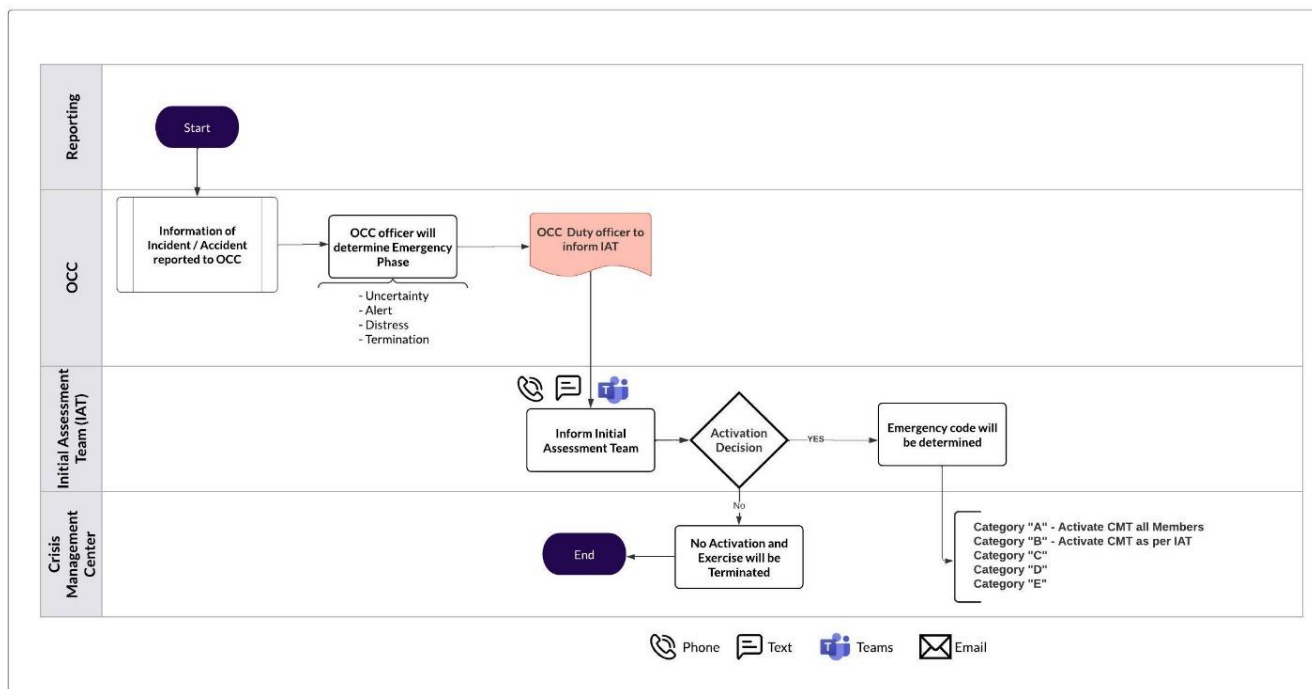 Reporting
Start
OCC
Information of
Incident / Accident
reported to OCC
OCC officer will
determine Emergency
Phase
- Uncertainty
- Alert
- Distress
- Termination
OCC Duty officer to
inform IAT
Initial Assessment
Team (IAT)
Inform Initial
Assessment Team
Activation
Decision
YES
Emergency code will
be determined
No
Crisis
Management
Center
End
No Activation and
Exercise will be
Terminated
Category "A" - Activate CMT all Members
Category "B" - Activate CMT as per IAT
Category "C"
Category "D"
Category "E"
Phone
Text
Teams
Email